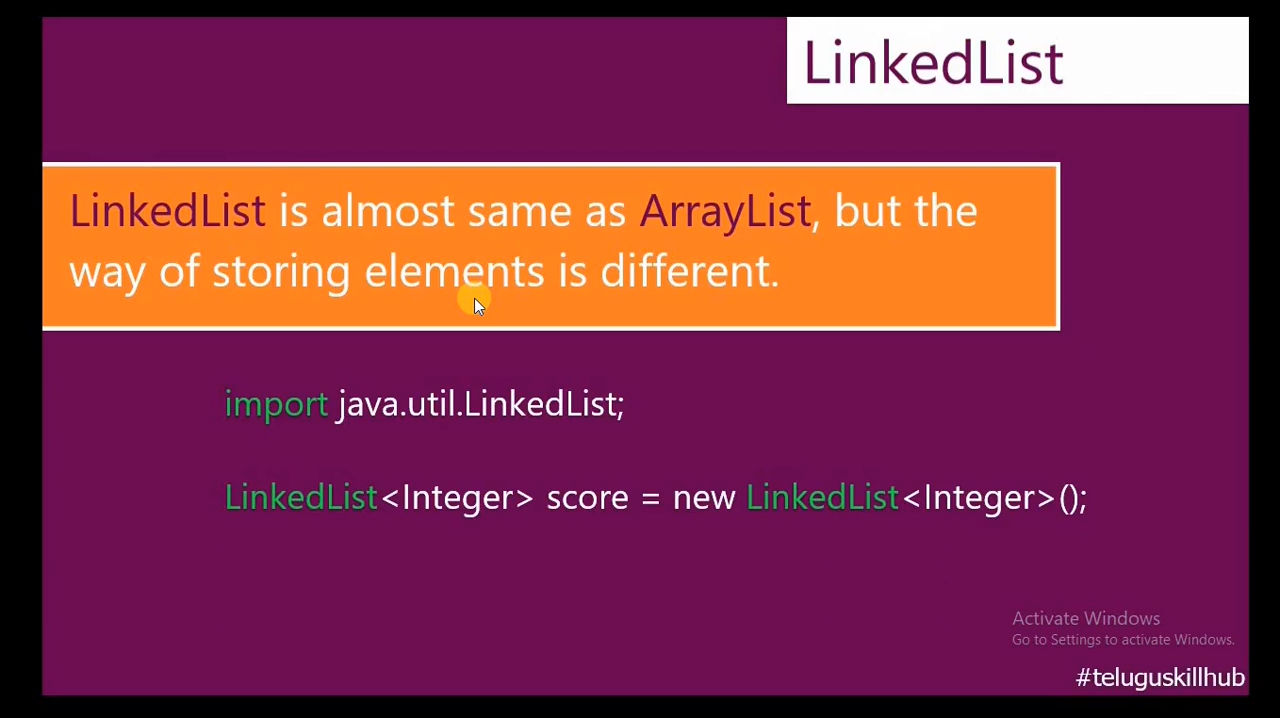 LinkedList
LinkedList is almost same as ArrayList, but the
way of storing elements is different.
import java.util.LinkedList;
LinkedList<Integer> score = new LinkedList<Integer>();
Activate Windows
Go to Settings to activate Windows.
#teluguskillhub